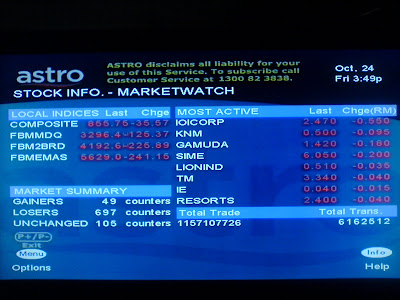 astro
ASTRO disclaims all liability for your
use of this Service. To subscribe call
Customer Service at 1300 82 3838.
Oct. 24
Fri 3:49p
STOCK INFO. - MARKETWATCH
LOCAL INDICES Last Chge
COMPOSITE 855.75 -35.57
FBMMDQ 3296.4 -125.37
FBM2BRD 4192.6 -225.89
FBMEMAS 5629.0 -241.15
MARKET SUMMARY
GAINERS 49 counters
LOSERS 697 counters
UNCHANGED 105 counters
MOST ACTIVE Last Chge(RM)
IOICORP 2.470 -0.550
KNM 0.500 -0.095
GAMUDA 1.420 -0.180
SIME 6.050 -0.200
LIONIND 0.510 -0.035
TM 3.340 -0.040
IE 0.040 -0.015
RESORTS 2.400 -0.040
Total Trade Total Trans.
1157107726 6162512
P+/P-
Exit
Menu
Options
Info
Help